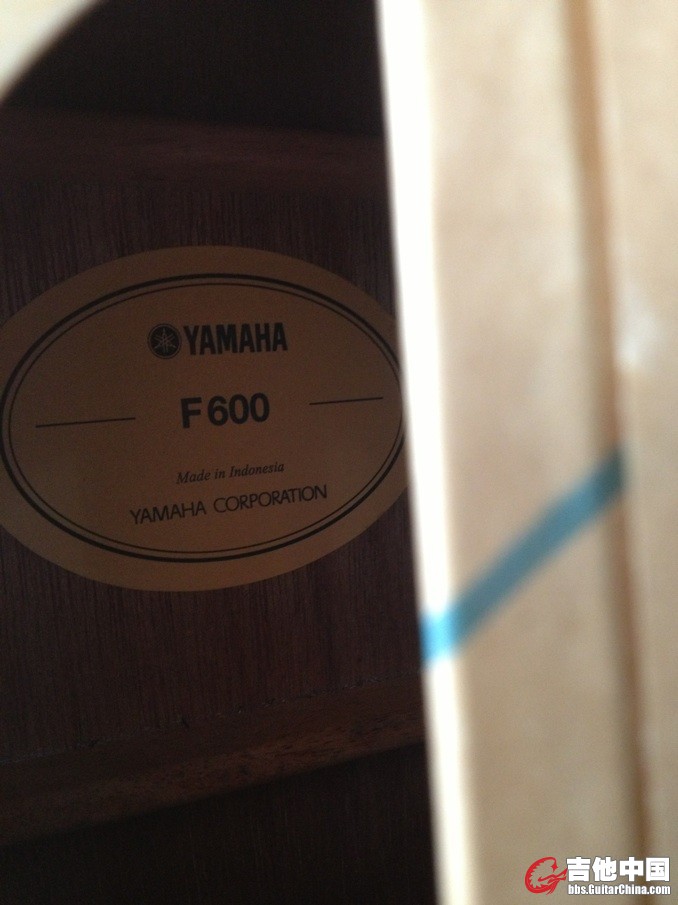 YAMAHA
F600
Made in Indonesia
YAMAHA CORPORATION
吉他中国
bbs.GuitarChina.com